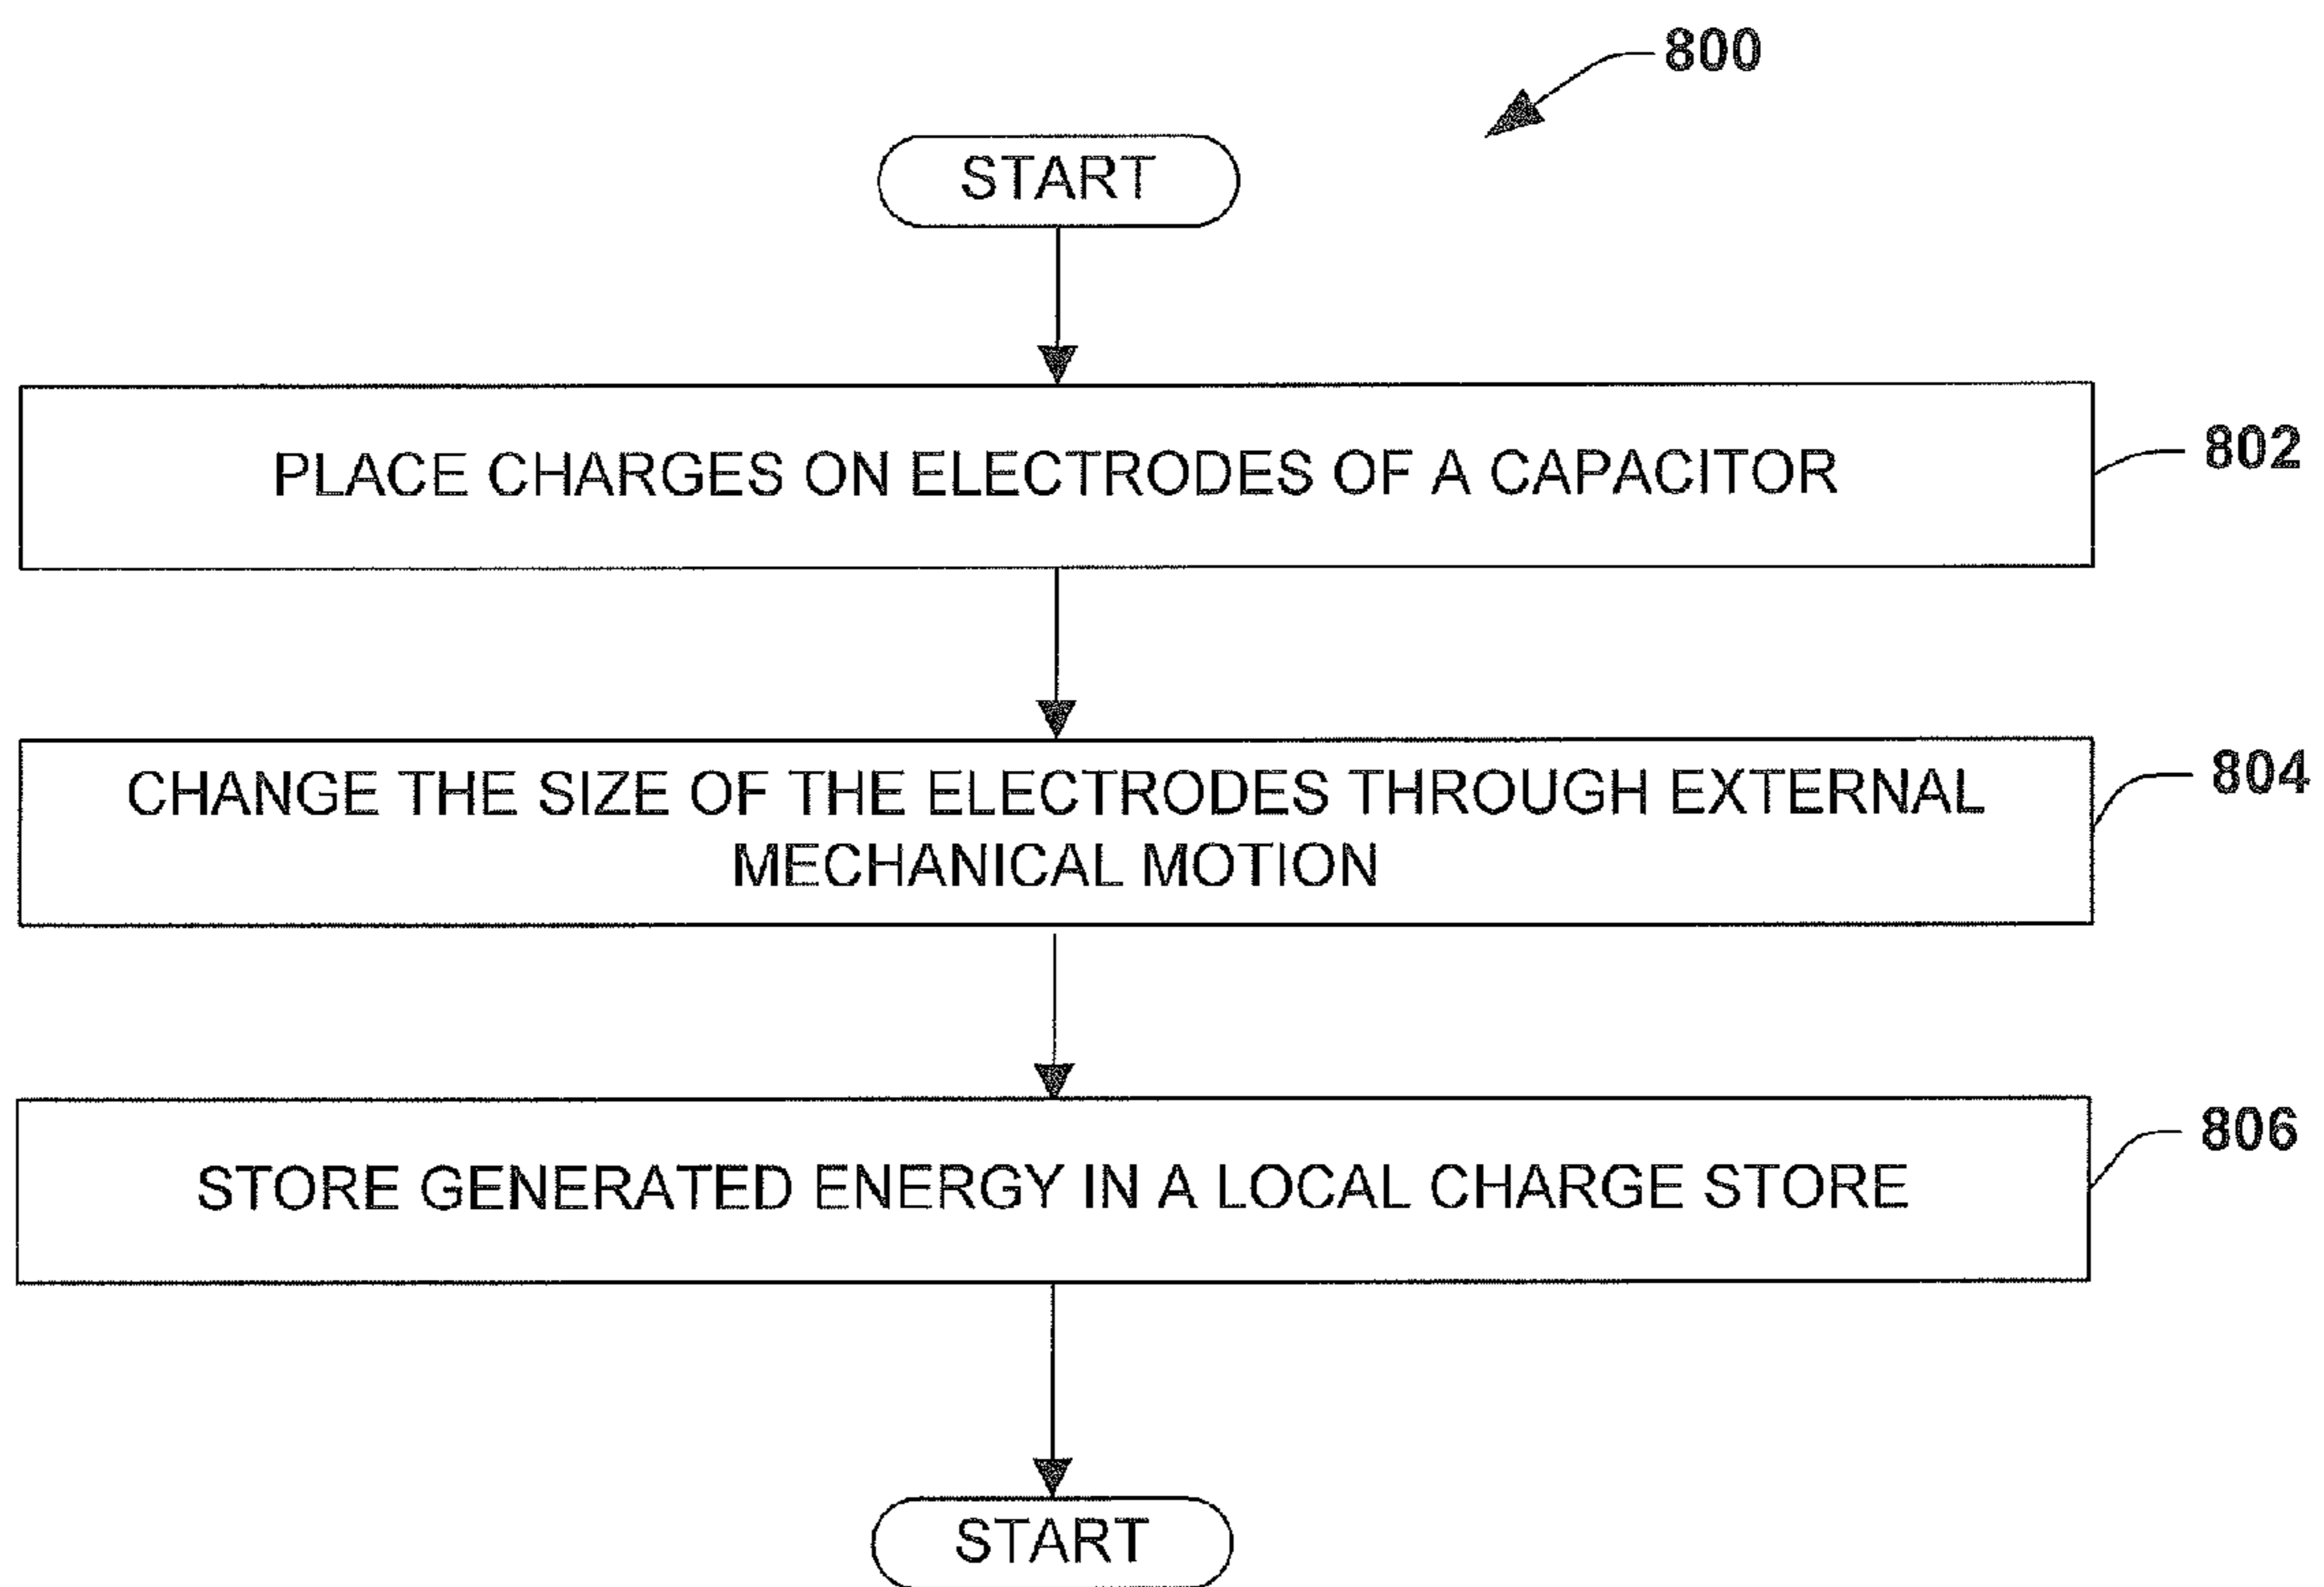 800
START
PLACE CHARGES ON ELECTRODES OF A CAPACITOR
802
CHANGE THE SIZE OF THE ELECTRODES THROUGH EXTERNAL
MECHANICAL MOTION
804
STORE GENERATED ENERGY IN A LOCAL CHARGE STORE
806
START